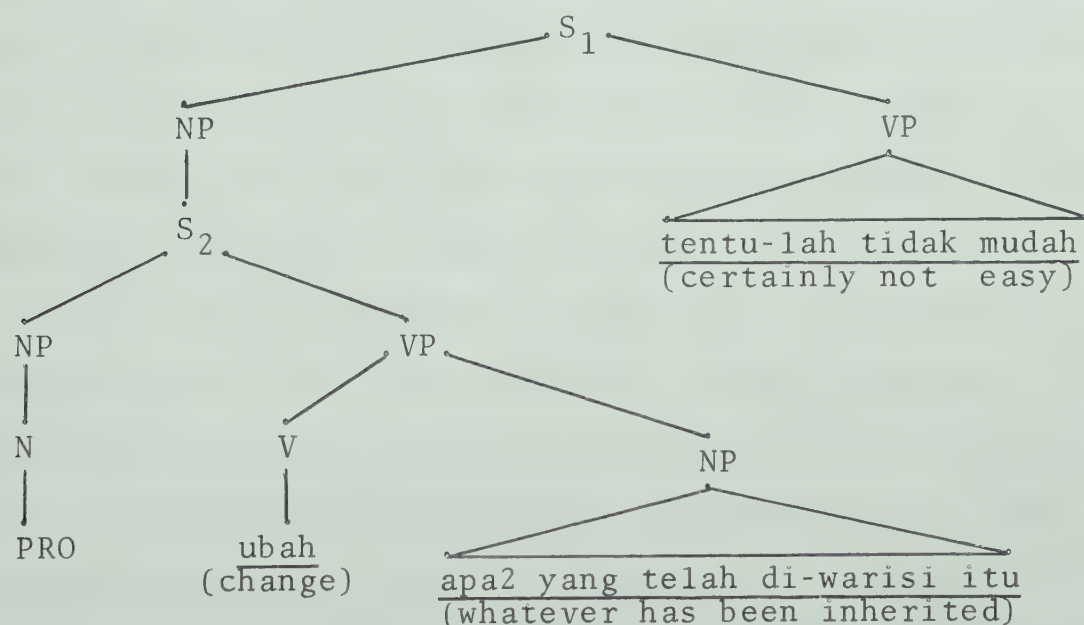 S1
NP VP
S2
tentu-lah tidak mudah
(certainly not easy)
NP VP
N V NP
PRO ubah
(change)
apa2 yang telah di-warisi itu
(whatever has been inherited)